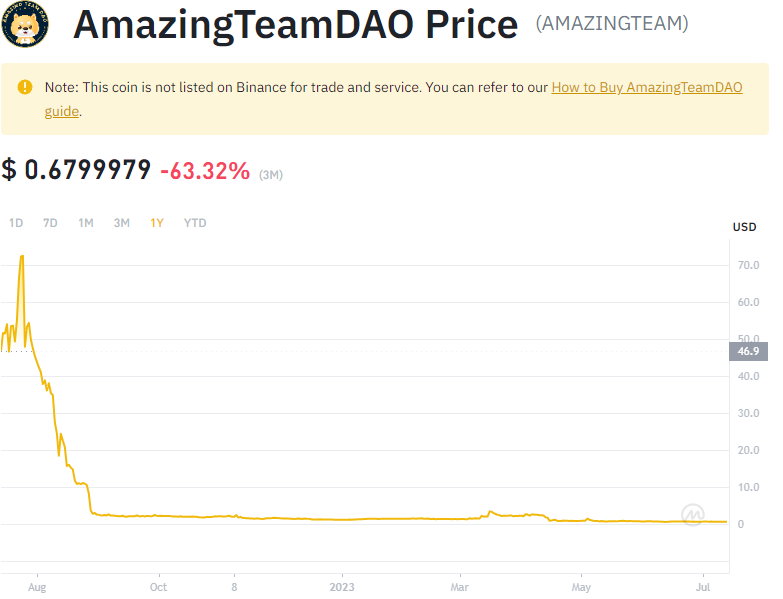 AMAZING TEAM DAO
AmazingTeamDAO Price (AMAZINGTEAM)
Note: This coin is not listed on Binance for trade and service. You can refer to our How to Buy AmazingTeamDAO
guide.
$ 0.6799979 -63.32% (3M)
1D 7D 1M 3M 1Y YTD
USD
70.0
60.0
50.0
46.9
40.0
30.0
20.0
10.0
0
Aug Oct 8 2023 Mar May Jul